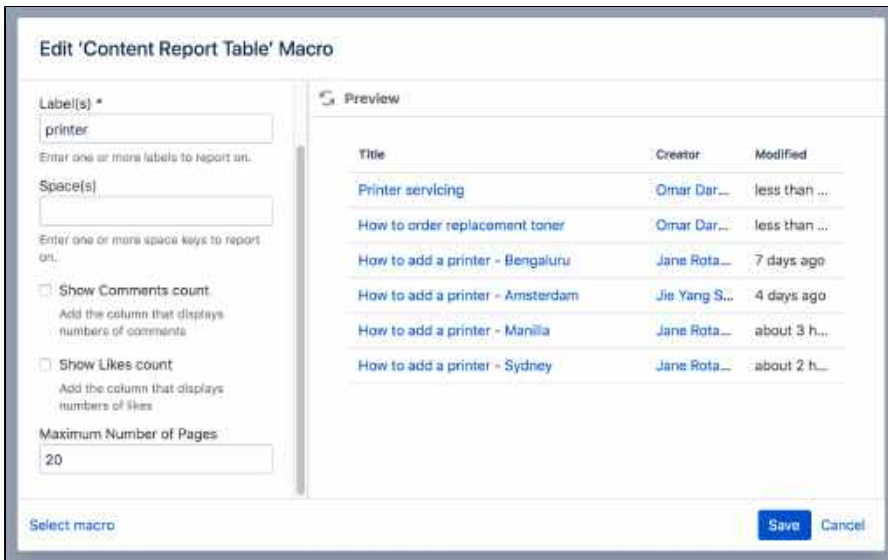 Edit 'Content Report Table' Macro
Label(s) *
printer
Enter one or more labels to report on.
Space(s)
Enter one or more space keys to report
on.
Show Comments count
Add the column that displays
numbers of comments
Show Likes count
Add the column that displays
numbers of likes
Maximum Number of Pages
20
Preview
Title Creator Modified
Printer servicing Omar Dar... less than ...
How to order replacement toner Omar Dar... less than ...
How to add a printer - Bengaluru Jane Rota... 7 days ago
How to add a printer - Amsterdam Jie Yang S... 4 days ago
How to add a printer - Manilla Jane Rota... about 3 h...
How to add a printer - Sydney Jane Rota... about 2 h...
Select macro
Save Cancel